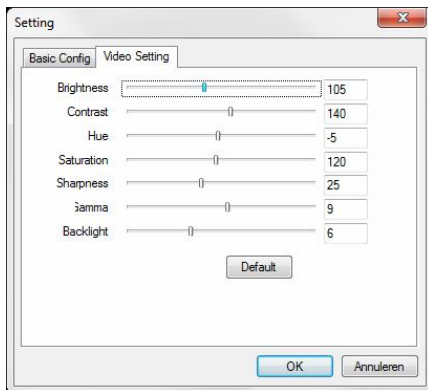 Setting
Basic Config Video Setting
Brightness 105
Contrast 140
Hue -5
Saturation 120
Sharpness 25
Gamma 9
Backlight 6
Default
OK Annuleren